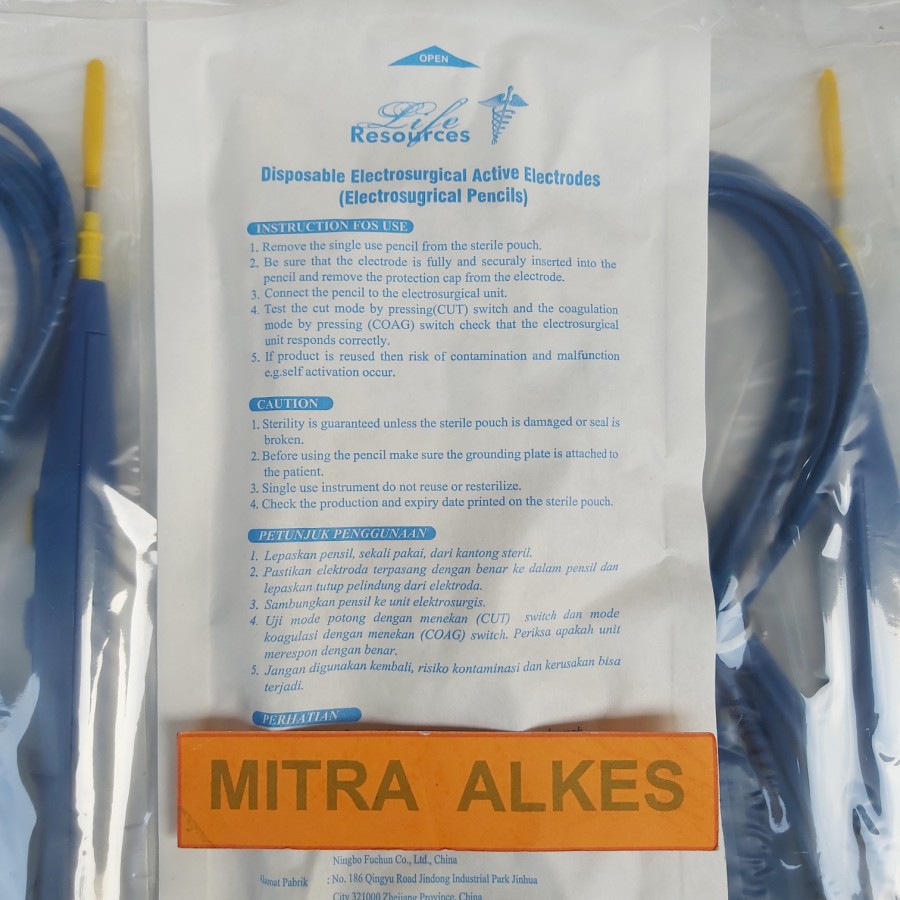 OPEN
Life
Resources
Disposable Electrosurgical Active Electrodes
(Electrosugrical Pencils)
INSTRUCTION FOS USE
1. Remove the single use pencil from the sterile pouch.
2. Be sure that the electrode is fully and securaly inserted into the
pencil and remove the protection cap from the electrode.
3. Connect the pencil to the electrosurgical unit.
4. Test the cut mode by pressing(CUT) switch and the coagulation
mode by pressing (COAG) switch check that the electrosurgical
unit responds correctly.
5. If product is reused then risk of contamination and malfunction
e.g.self activation occur.
CAUTION
1. Sterility is guaranteed unless the sterile pouch is damaged or seal is
broken.
2. Before using the pencil make sure the grounding plate is attached to
the patient.
3. Single use instrument do not reuse or resterilize.
4. Check the production and expiry date printed on the sterile pouch.
PETUNJUK PENGGUNAAN
1. Lepaskan pensil, sekali pakai, dari kantong steril.
2. Pastikan elektroda terpasang dengan benar ke dalam pensil dan
lepaskan tutup pelindung dari elektroda.
3. Sambungkan pensil ke unit elektrosurgis.
4. Uji mode potong dengan menekan (CUT) switch dan mode
koagulasi dengan menekan (COAG) switch. Periksa apakah unit
merespon dengan benar.
5. Jangan digunakan kembali, risiko kontaminasi dan kerusakan bisa
terjadi.
PERHATIAN
MITRA ALKES
Ningbo Fuchun Co., Ltd., China
Alamat Pabrik : No. 186 Qingyu Road Jindong Industrial Park Jinhua
City 321000 Zhejiang Province, China